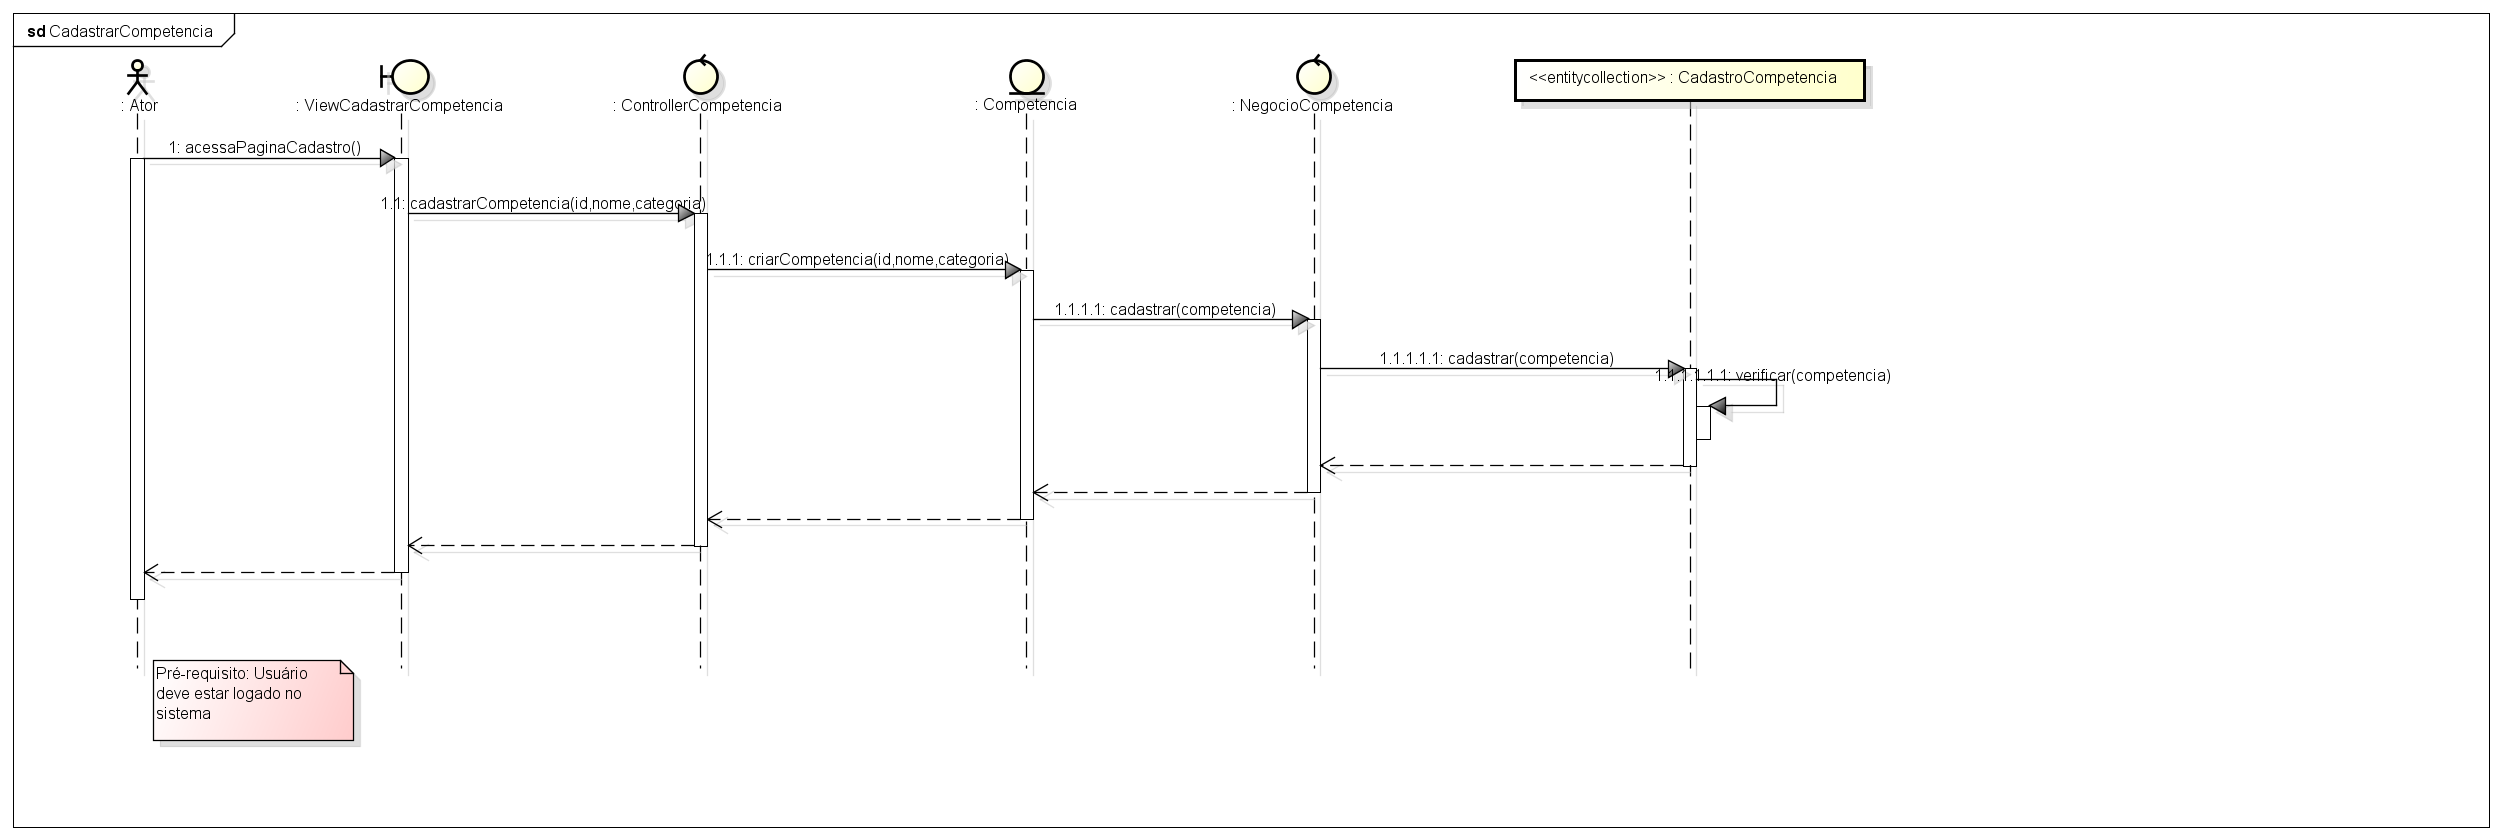 sd CadastrarCompetencia
<<entitycollection>> : CadastroCompetencia
: Ator
: ViewCadastrarCompetencia
: ControllerCompetencia
: Competencia
: NegocioCompetencia
1: acessaPaginaCadastro()
1.1: cadastrarCompetencia(id,nome,categoria)
1.1.1: criarCompetencia(id,nome,categoria)
1.1.1.1: cadastrar(competencia)
1.1.1.1.1: cadastrar(competencia)
1.1.1.1.1.1: verificar(competencia)
Pré-requisito: Usuário
deve estar logado no
sistema